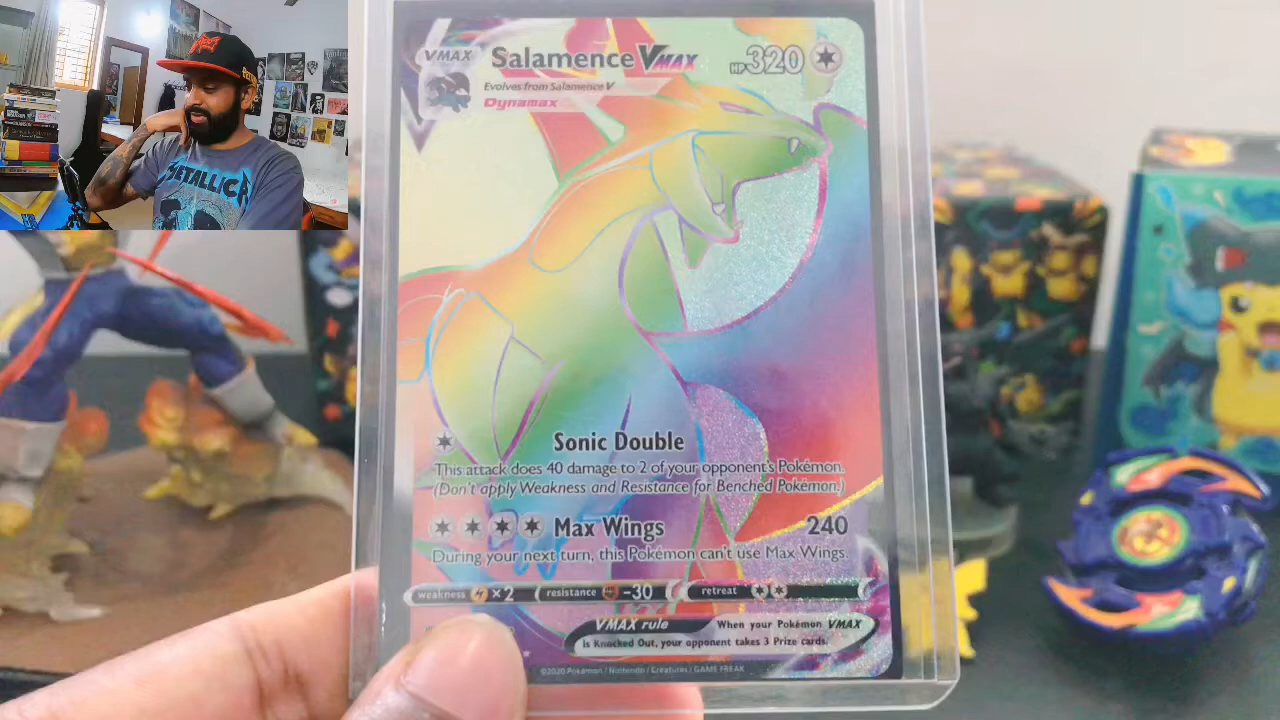 METALLICA
VMAX Salamence VMAX HP 320
Evolves from Salamence V
Dynamax
Sonic Double
This attack does 40 damage to 2 of your opponent's Pokémon.
(Don't apply Weakness and Resistance for Benched Pokémon.)
Max Wings 240
During your next turn, this Pokémon can't use Max Wings.
weakness ×2 resistance -30 retreat
VMAX rule When your Pokémon VMAX
is Knocked Out, your opponent takes 3 Prize cards.
©2020 Pokémon / Nintendo / Creatures / GAME FREAK